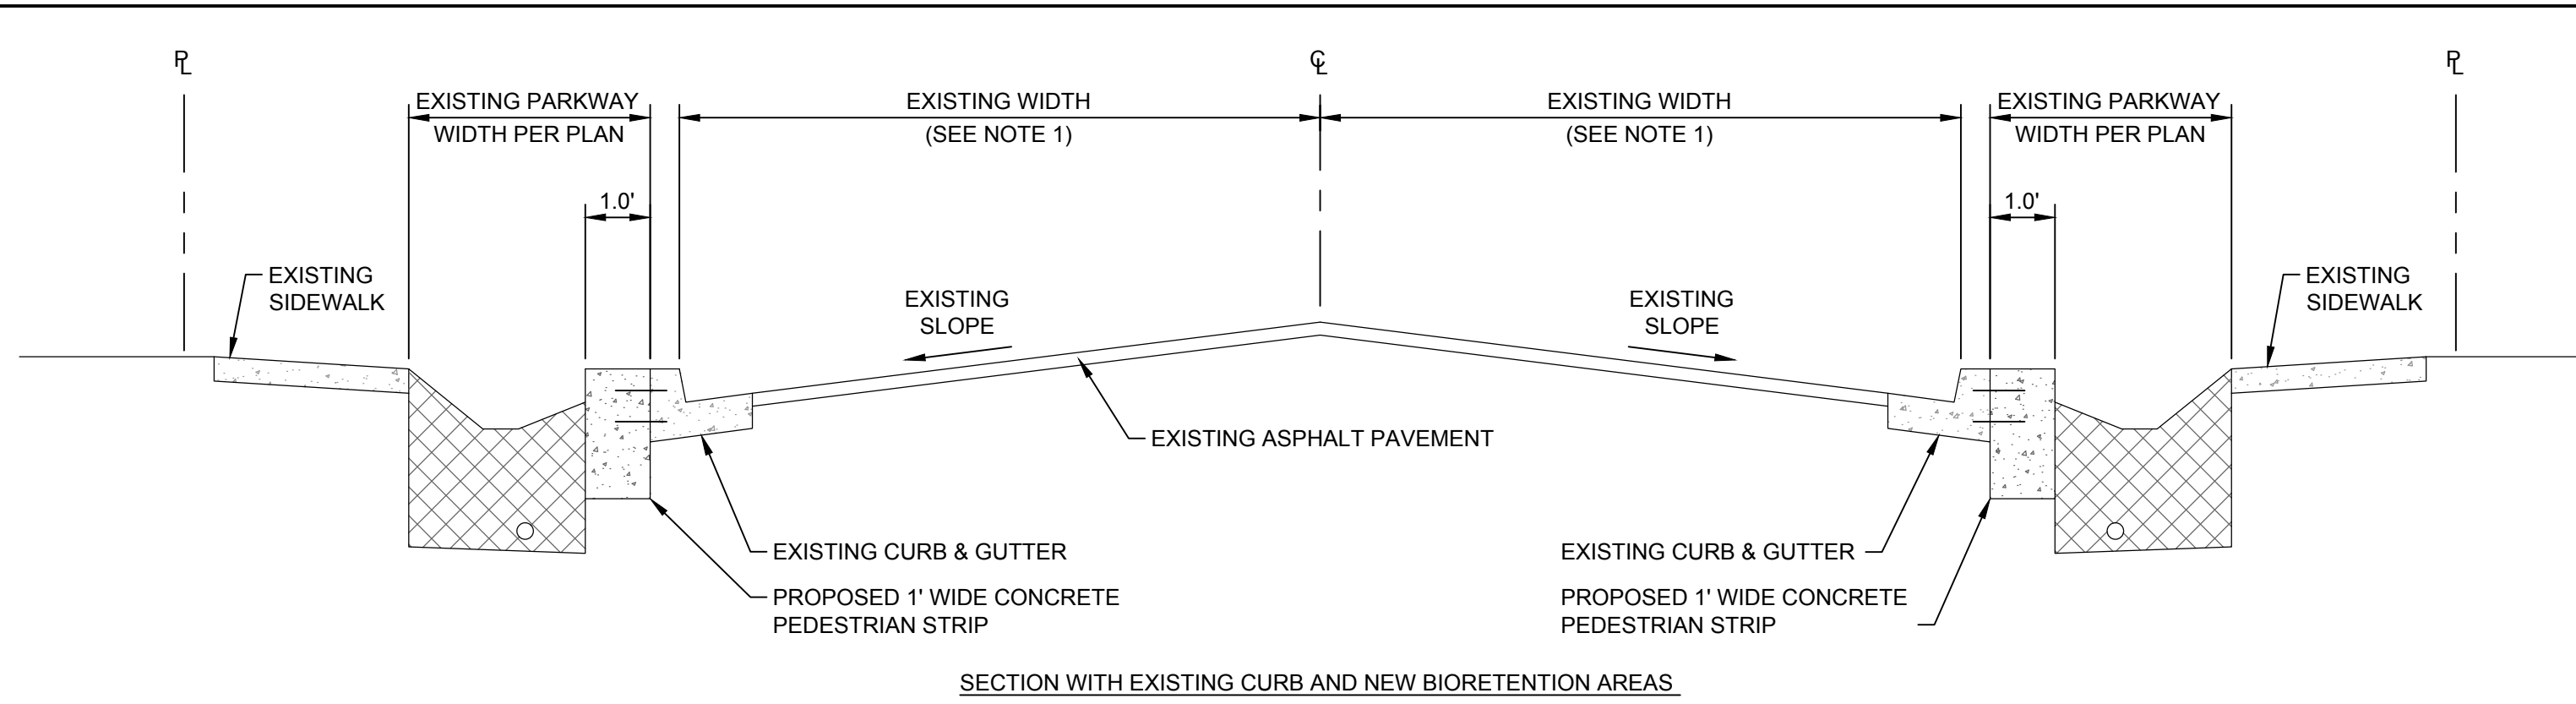 PL
CL
PL
EXISTING PARKWAY
WIDTH PER PLAN
EXISTING WIDTH
(SEE NOTE 1)
EXISTING WIDTH
(SEE NOTE 1)
EXISTING PARKWAY
WIDTH PER PLAN
1.0'
1.0'
EXISTING
SIDEWALK
EXISTING
SLOPE
EXISTING
SLOPE
EXISTING
SIDEWALK
EXISTING ASPHALT PAVEMENT
EXISTING CURB & GUTTER
PROPOSED 1' WIDE CONCRETE
PEDESTRIAN STRIP
EXISTING CURB & GUTTER
PROPOSED 1' WIDE CONCRETE
PEDESTRIAN STRIP
SECTION WITH EXISTING CURB AND NEW BIORETENTION AREAS